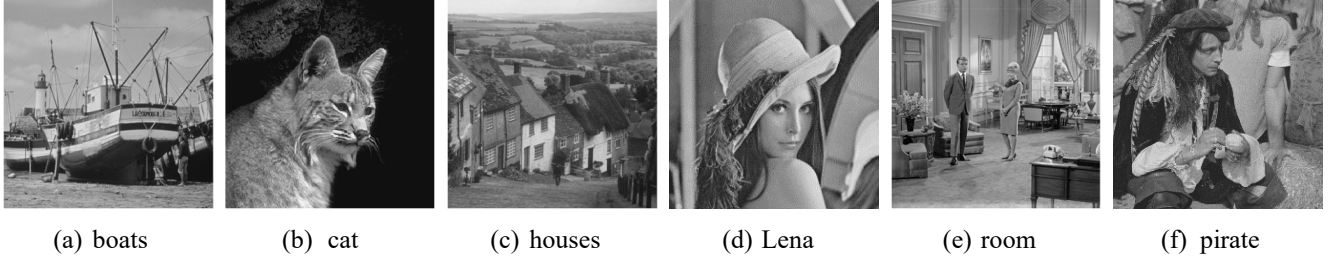 (a) boats
(b) cat
(c) houses
(d) Lena
(e) room
(f) pirate